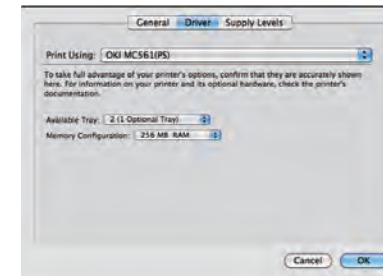 General Driver Supply Levels
Print Using: OKI MC561(PS)
To take full advantage of your printer's options, confirm that they are accurately shown
here. For information on your printer and its optional hardware, check the printer's
documentation.
Available Tray: 2 (1 Optional Tray)
Memory Configuration: 256 MB RAM
Cancel OK